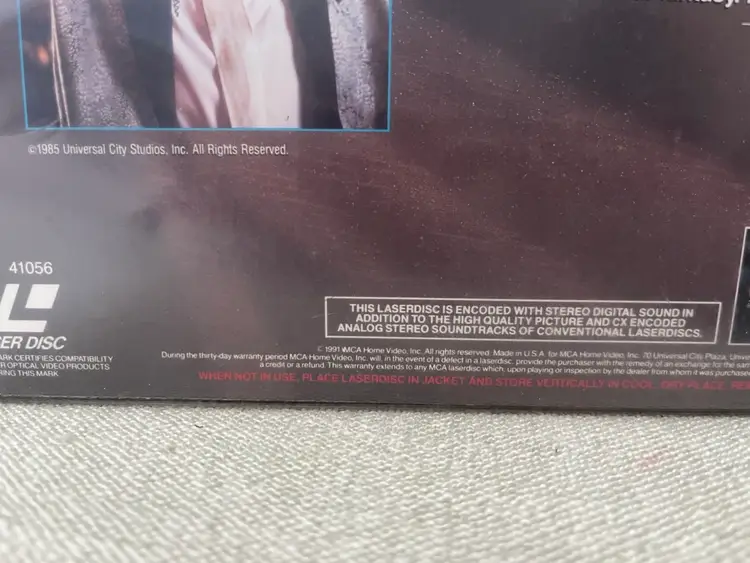 fantasy.
©1985 Universal City Studios, Inc. All Rights Reserved.
41056
ER DISC
ARK CERTIFIES COMPATIBILITY
R OPTICAL VIDEO PRODUCTS
RING THIS MARK
THIS LASERDISC IS ENCODED WITH STEREO DIGITAL SOUND IN
ADDITION TO THE HIGH QUALITY PICTURE AND CX ENCODED
ANALOG STEREO SOUNDTRACKS OF CONVENTIONAL LASERDISCS.
© 1991 MCA Home Video, Inc. All rights reserved. Made in U.S.A. for MCA Home Video, Inc. 70 Universal City Plaza, Univer
During the thirty-day warranty period MCA Home Video, Inc. will, in the event of a defect in a laserdisc, provide the purchaser with the remedy of an exchange for the sam
a credit or a refund. This warranty extends to any MCA laserdisc which, upon playing or inspection by the dealer from whom it was purchase
WHEN NOT IN USE, PLACE LASERDISC IN JACKET AND STORE VERTICALLY IN COOL, DRY PLACE.